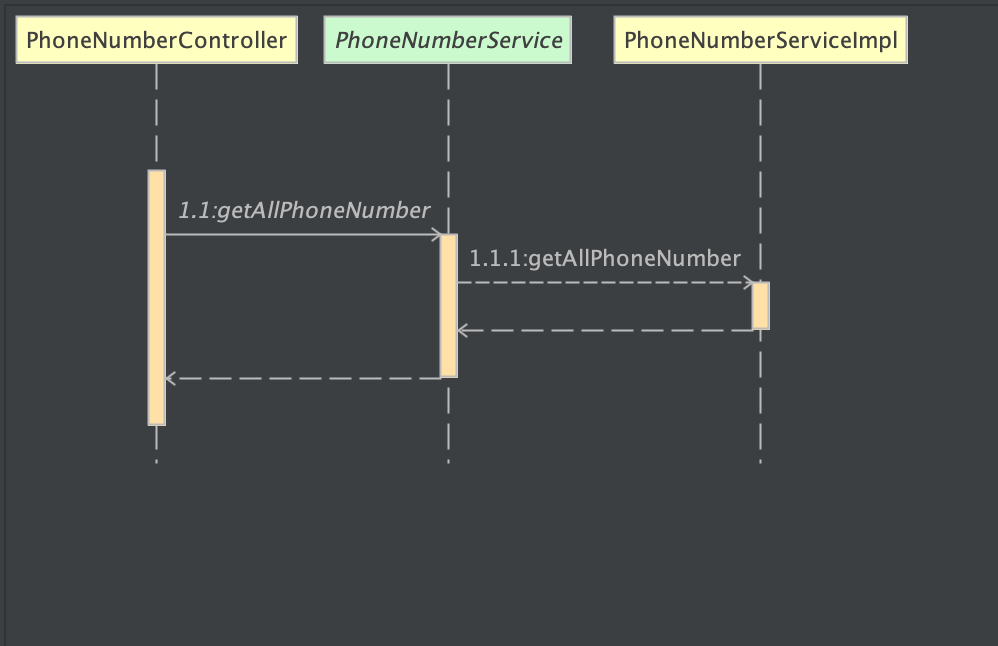 PhoneNumberController
PhoneNumberService
PhoneNumberServiceImpl
1.1:getAllPhoneNumber
1.1.1:getAllPhoneNumber